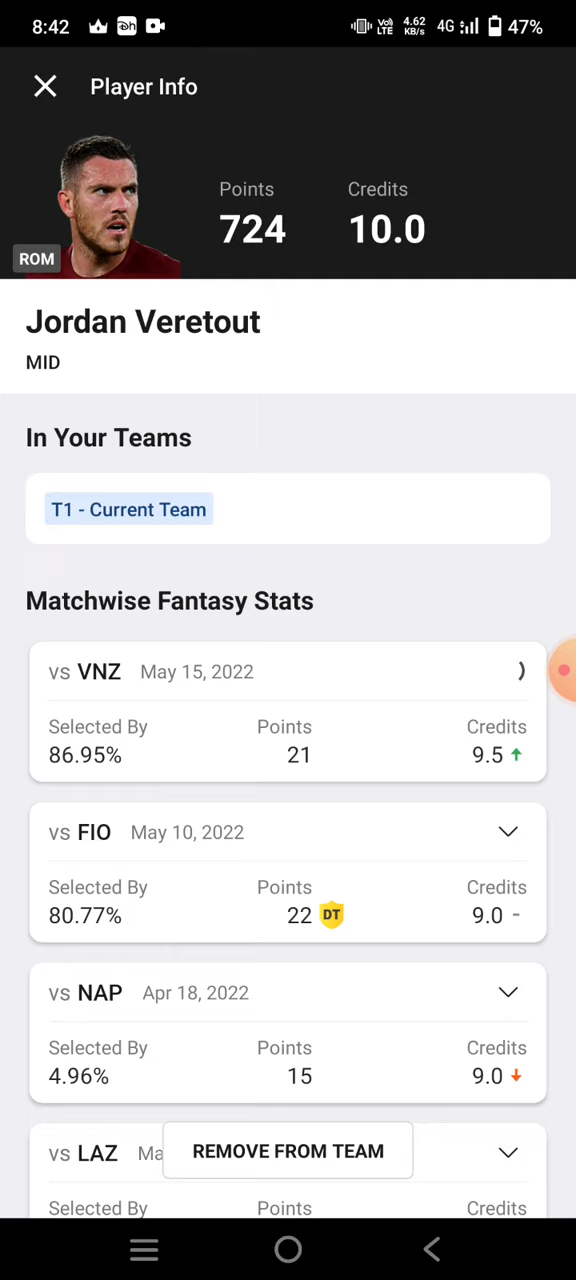 8:42 Dh Vo) LTE 4.62 KB/s 4G 47%
Player Info
Points Credits
724 10.0
ROM
Jordan Veretout
MID
In Your Teams
T1 - Current Team
Matchwise Fantasy Stats
vs VNZ May 15, 2022
Selected By Points Credits
86.95% 21 9.5
vs FIO May 10, 2022
Selected By Points Credits
80.77% 22 DT 9.0 -
vs NAP Apr 18, 2022
Selected By Points Credits
4.96% 15 9.0
vs LAZ Ma
REMOVE FROM TEAM
Selected By Points Credits